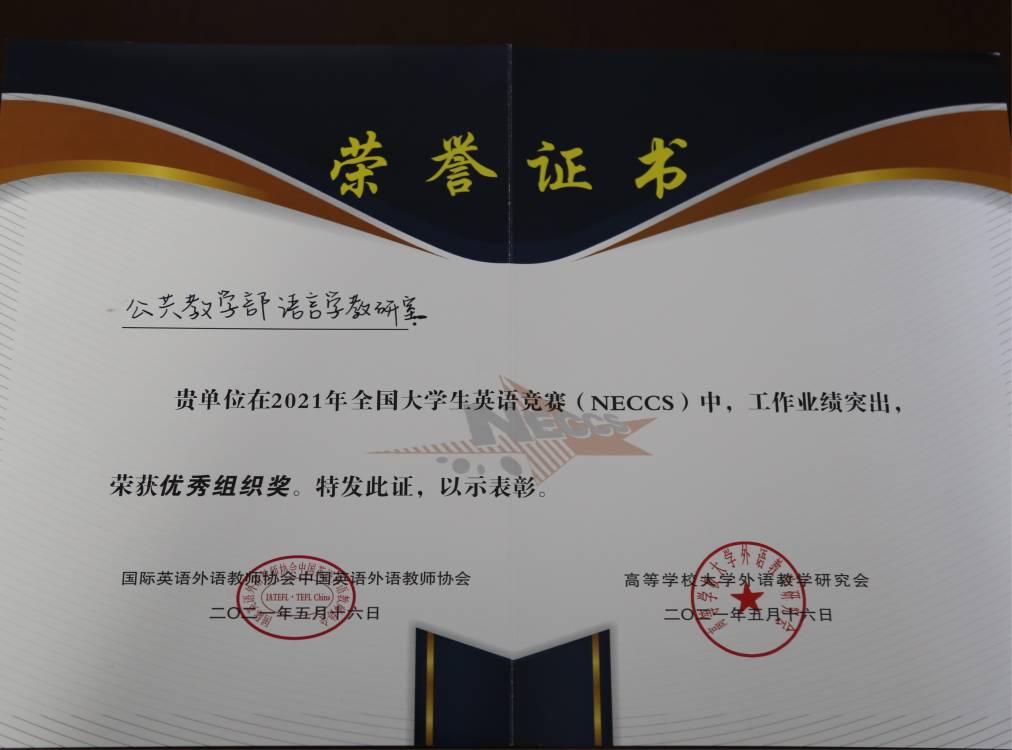 荣誉证书
公共教学部语言学教研室
贵单位在2021年全国大学生英语竞赛（NECCS）中，工作业绩突出，
NECCS
荣获优秀组织奖。特发此证，以示表彰。
国际英语外语教师协会中国英语外语教师协会
二〇二一年五月十六日
IATEFL·TEFL China
高等学校大学外语教学研究会
二〇二一年五月十六日